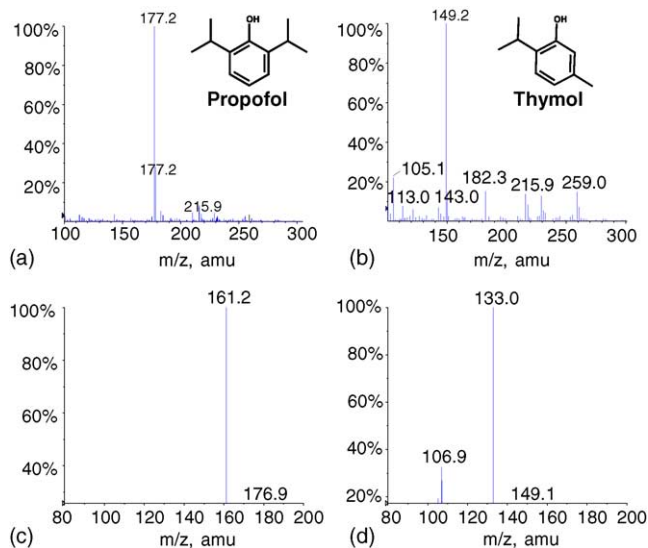 177.2
OH
100%
80%
Propofol
60%
40%
177.2
20%
215.9
100 150 200 250 300
(a)
m/z, amu
149.2
OH
100%
80%
Thymol
60%
40%
105.1
182.3
20%
113.0 143.0
215.9
259.0
150 200 250 300
(b)
m/z, amu
161.2
100%
80%
60%
40%
176.9
80 100 120 140 160 180 200
(c)
m/z, amu
133.0
100%
80%
60%
40%
106.9
20%
149.1
80 100 120 140 160 180 200
(d)
m/z, amu